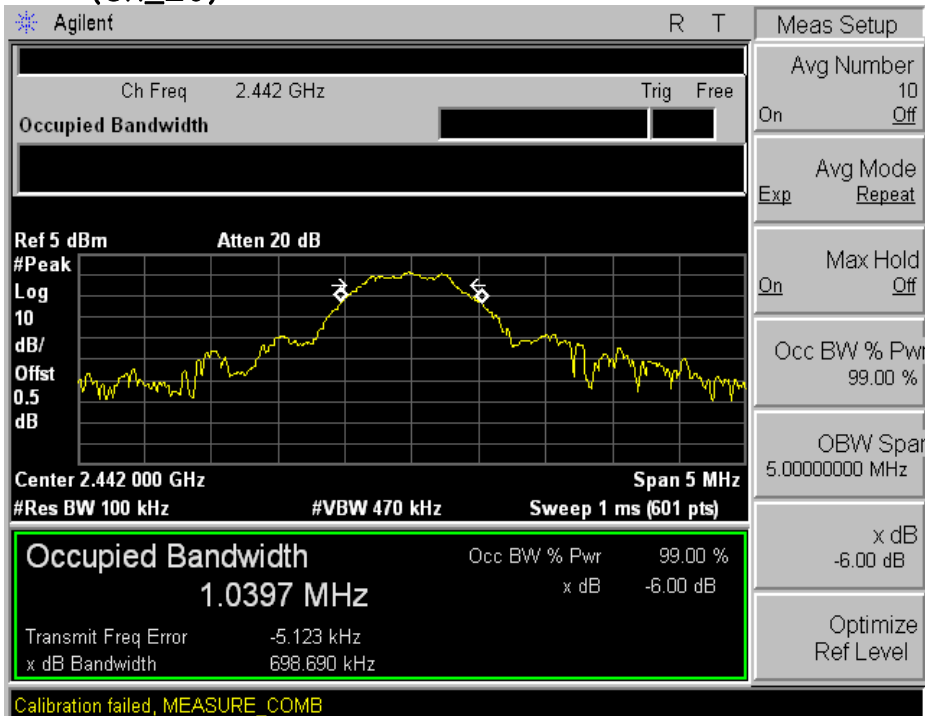 Agilent R T Meas Setup
Ch Freq 2.442 GHz Trig Free
Occupied Bandwidth
Avg Number
10
On Off
Avg Mode
Exp Repeat
Max Hold
On Off
Occ BW % Pwr
99.00 %
OBW Span
5.00000000 MHz
x dB
-6.00 dB
Optimize
Ref Level
Ref 5 dBm Atten 20 dB
#Peak
Log
10
dB/
Offst
0.5
dB
Center 2.442 000 GHz Span 5 MHz
#Res BW 100 kHz #VBW 470 kHz Sweep 1 ms (601 pts)
Occupied Bandwidth Occ BW % Pwr 99.00 %
1.0397 MHz x dB -6.00 dB
Transmit Freq Error -5.123 kHz
x dB Bandwidth 698.690 kHz
Calibration failed, MEASURE_COMB